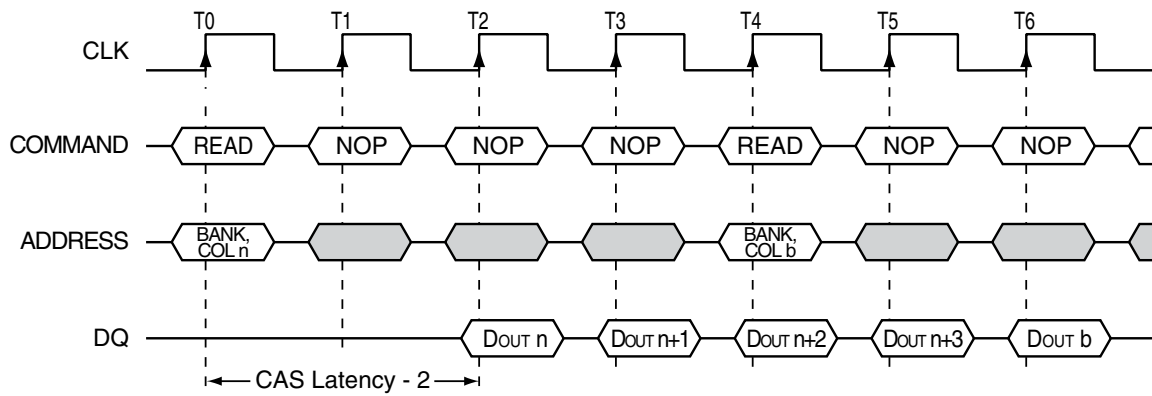 T0 T1 T2 T3 T4 T5 T6
CLK
COMMAND READ NOP NOP NOP READ NOP NOP
ADDRESS BANK, COL n BANK, COL b
DQ DOUT n DOUT n+1 DOUT n+2 DOUT n+3 DOUT b
CAS Latency - 2